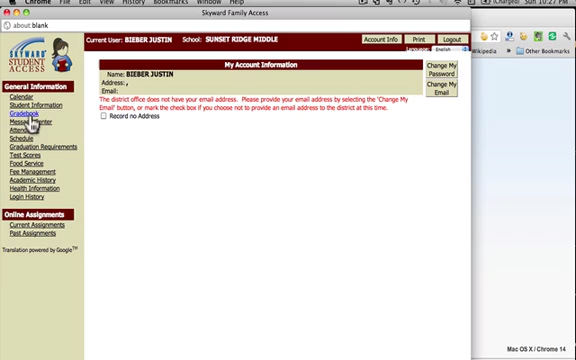 Chrome File Edit View History Bookmarks Window Help
Sun 10:27 PM
Skyward Family Access
about:blank
SKYWARD
STUDENT
ACCESS
Current User: BIEBER JUSTIN School: SUNSET RIDGE MIDDLE
Account Info Print Logout
Language: English
Wikipedia Other Bookmarks
General Information
Calendar
Student Information
Gradebook
Schedule
Graduation Requirements
Test Scores
Food Service
Fee Management
Academic History
Health Information
Login History
Online Assignments
Current Assignments
Past Assignments
Translation powered by Google™
My Account Information
Name: BIEBER JUSTIN
Address: ,
Email:
Change My
Password
Change My
Email
The district office does not have your email address. Please provide your email address by selecting the 'Change My
Email' button, or mark the check box if you choose not to provide an email address to the district at this time.
Record no Address
Mac OS X / Chrome 14